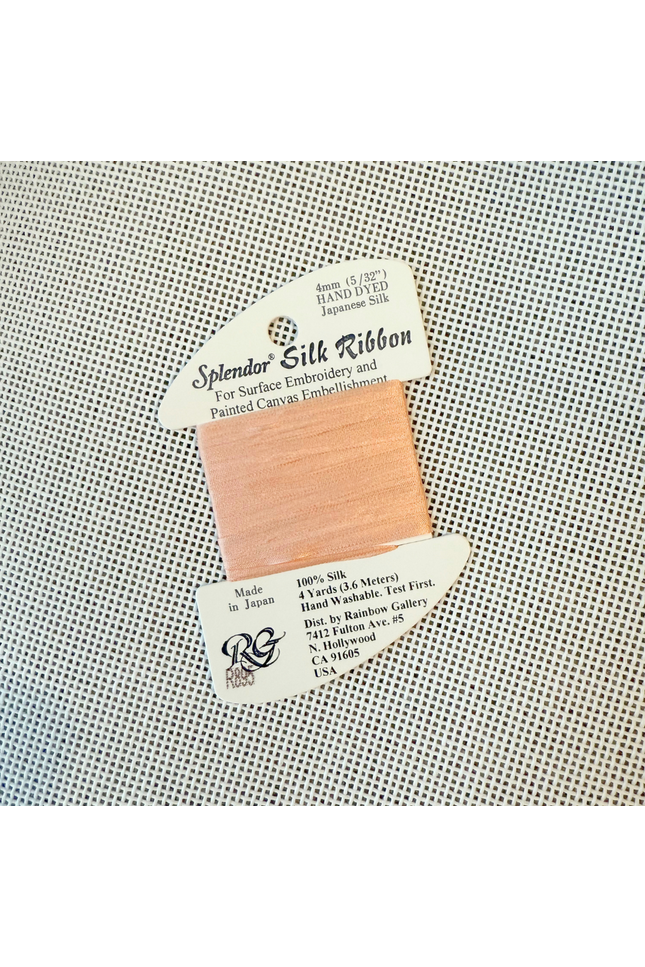 4mm (5/32")
HAND DYED
Japanese Silk
Splendor® Silk Ribbon
For Surface Embroidery and
Painted Canvas Embellishment
Made
in Japan
RG
100% Silk
4 Yards (3.6 Meters)
Hand Washable. Test First.
Dist. by Rainbow Gallery
7412 Fulton Ave. #5
N. Hollywood
CA 91605
USA